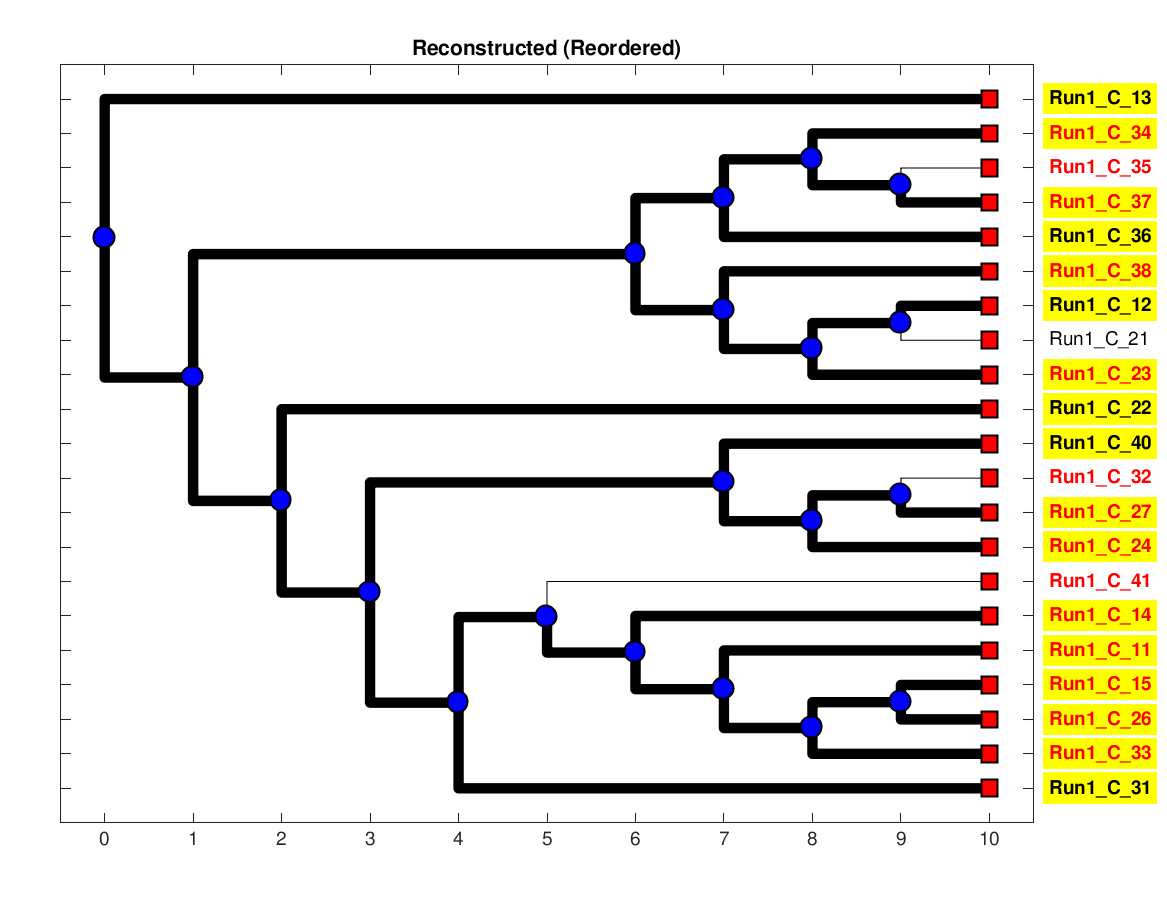 Reconstructed (Reordered)
Run1_C_13
Run1_C_34
Run1_C_35
Run1_C_37
Run1_C_36
Run1_C_38
Run1_C_12
Run1_C_21
Run1_C_23
Run1_C_22
Run1_C_40
Run1_C_32
Run1_C_27
Run1_C_24
Run1_C_41
Run1_C_14
Run1_C_11
Run1_C_15
Run1_C_26
Run1_C_33
Run1_C_31
0 1 2 3 4 5 6 7 8 9 10